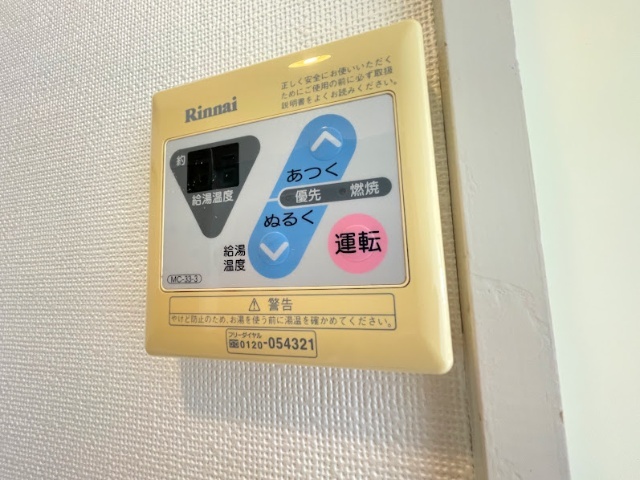 Rinnai
正しく安全にお使いいただく
ためにご使用の前に必ず取扱
説明書をよくお読みください。
約
給湯温度
あつく
優先
燃焼
ぬるく
給湯
温度
運転
MC-33-3
⚠ 警告
やけど防止のため、お湯を使う前に湯温を確かめてください。
フリーダイヤル
0120-054321